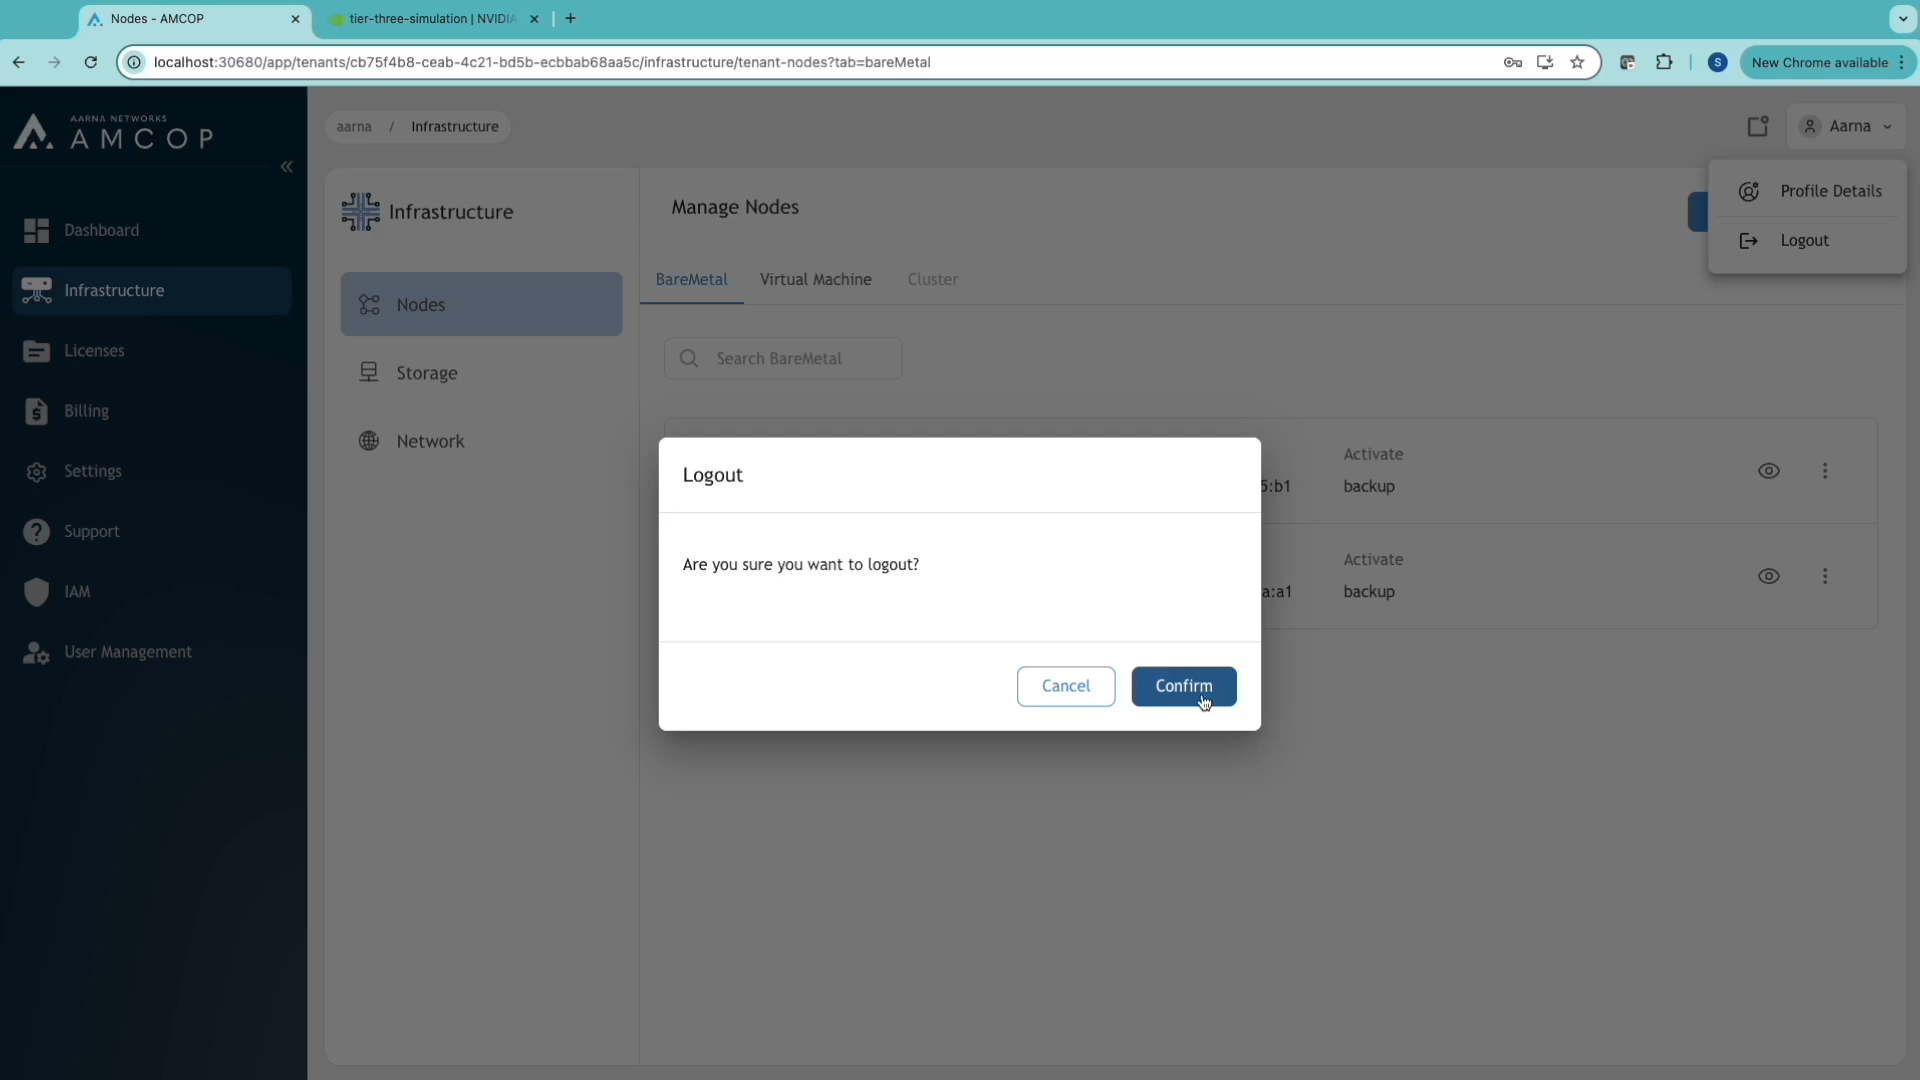 Nodes - AMCOP
tier-three-simulation | NVIDIA
localhost:30680/app/tenants/cb75f4b8-ceab-4c21-bd5b-ecbbab68aa5c/infrastructure/tenant-nodes?tab=bareMetal
S
New Chrome available
AARNA NETWORKS
AMCOP
aarna / Infrastructure
Aarna
Profile Details
Logout
Dashboard
Infrastructure
Licenses
Billing
Settings
Support
IAM
User Management
Infrastructure
Nodes
Storage
Network
Manage Nodes
BareMetal Virtual Machine Cluster
Search BareMetal
Activate
5:b1 backup
Activate
a:a1 backup
Logout
Are you sure you want to logout?
Cancel Confirm